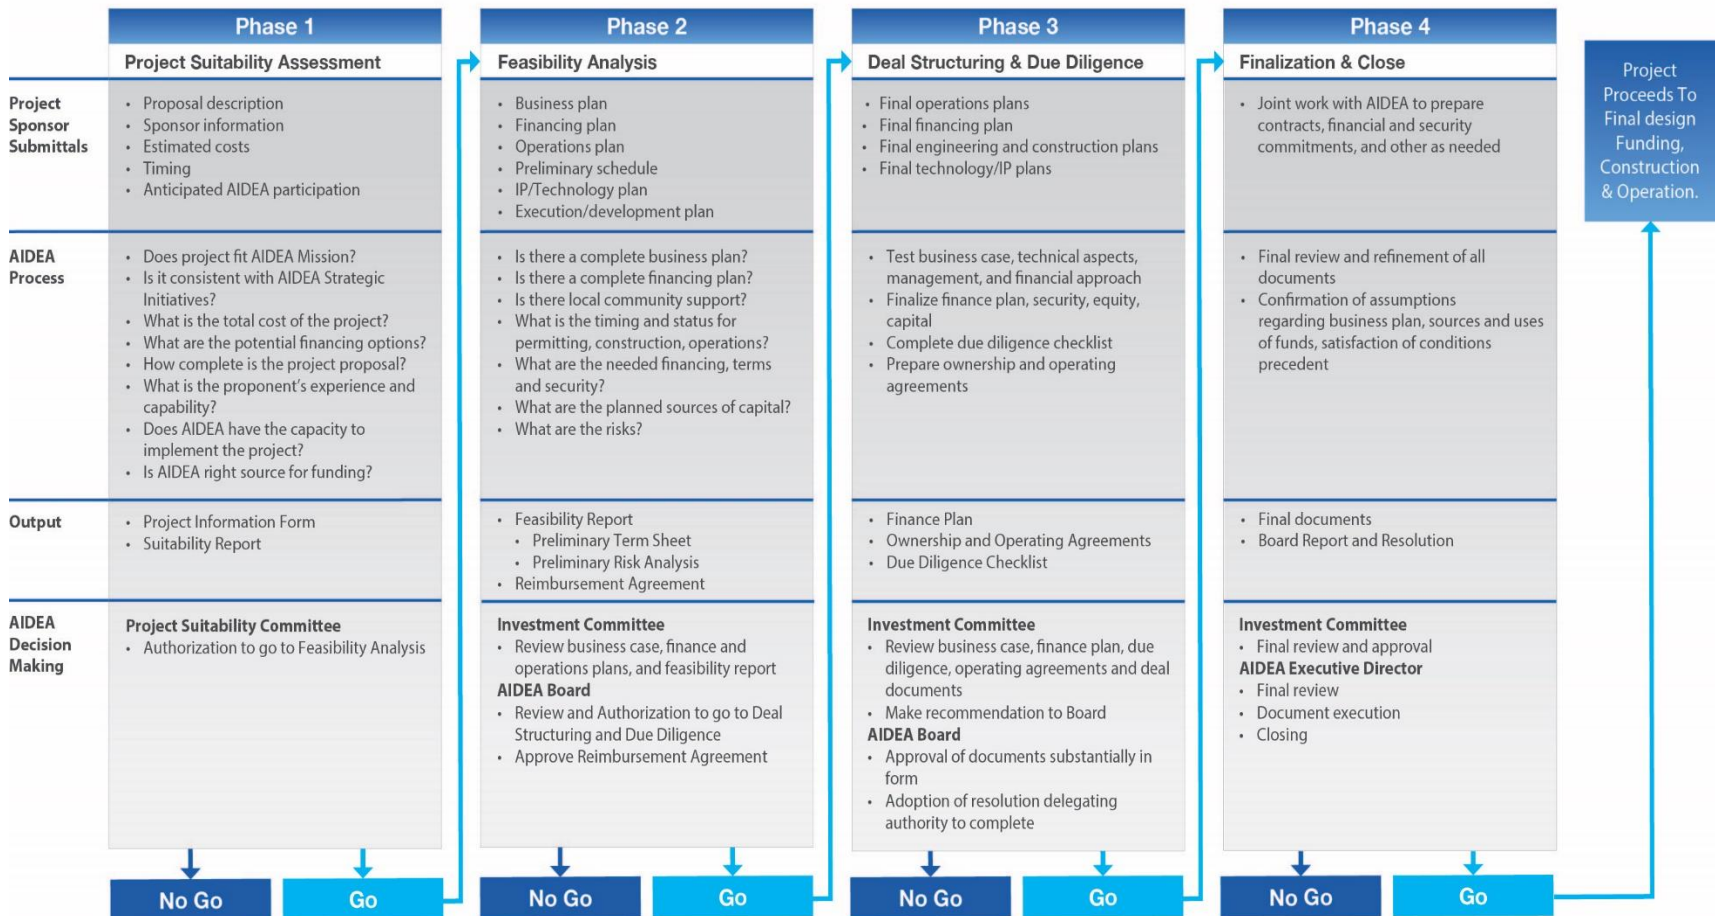 Phase 1
Phase 2
Phase 3
Phase 4
Project Suitability Assessment
Feasibility Analysis
Deal Structuring & Due Diligence
Finalization & Close
Project
Proceeds To
Final design
Funding,
Construction
& Operation.
Project
Sponsor
Submittals
• Proposal description
• Sponsor information
• Estimated costs
• Timing
• Anticipated AIDEA participation
• Business plan
• Financing plan
• Operations plan
• Preliminary schedule
• IP/Technology plan
• Execution/development plan
• Final operations plans
• Final financing plan
• Final engineering and construction plans
• Final technology/IP plans
• Joint work with AIDEA to prepare
contracts, financial and security
commitments, and other as needed
AIDEA
Process
• Does project fit AIDEA Mission?
• Is it consistent with AIDEA Strategic
Initiatives?
• What is the total cost of the project?
• What are the potential financing options?
• How complete is the project proposal?
• What is the proponent's experience and
capability?
• Does AIDEA have the capacity to
implement the project?
• Is AIDEA right source for funding?
• Is there a complete business plan?
• Is there a complete financing plan?
• Is there local community support?
• What is the timing and status for
permitting, construction, operations?
• What are the needed financing, terms
and security?
• What are the planned sources of capital?
• What are the risks?
• Test business case, technical aspects,
management, and financial approach
• Finalize finance plan, security, equity,
capital
• Complete due diligence checklist
• Prepare ownership and operating
agreements
• Final review and refinement of all
documents
• Confirmation of assumptions
regarding business plan, sources and uses
of funds, satisfaction of conditions
precedent
Output
• Project Information Form
• Suitability Report
• Feasibility Report
• Preliminary Term Sheet
• Preliminary Risk Analysis
• Reimbursement Agreement
• Finance Plan
• Ownership and Operating Agreements
• Due Diligence Checklist
• Final documents
• Board Report and Resolution
AIDEA
Decision
Making
Project Suitability Committee
• Authorization to go to Feasibility Analysis
Investment Committee
• Review business case, finance and
operations plans, and feasibility report
AIDEA Board
• Review and Authorization to go to Deal
Structuring and Due Diligence
• Approve Reimbursement Agreement
Investment Committee
• Review business case, finance plan, due
diligence, operating agreements and deal
documents
• Make recommendation to Board
AIDEA Board
• Approval of documents substantially in
form
• Adoption of resolution delegating
authority to complete
Investment Committee
• Final review and approval
AIDEA Executive Director
• Final review
• Document execution
• Closing
No Go
Go
No Go
Go
No Go
Go
No Go
Go